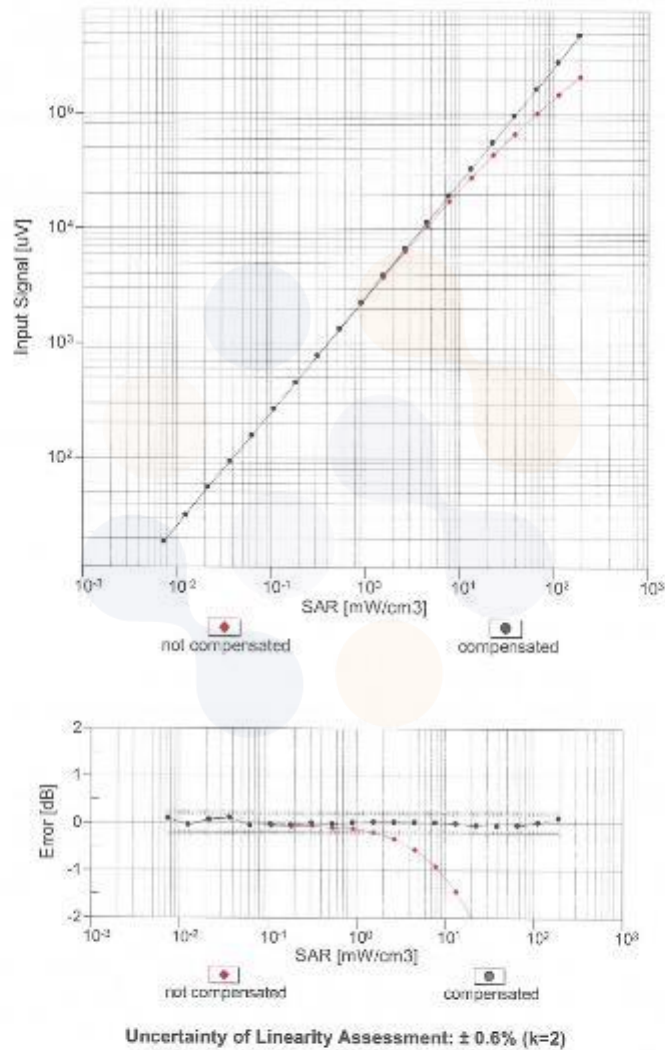 10⁶
10⁴
10³
10²
Input Signal [uV]
10⁻³ 10⁻² 10⁻¹ 10⁰ 10¹ 10² 10³
SAR [mW/cm3]
not compensated compensated
2
1
0
-1
-2
Error [dB]
10⁻³ 10⁻² 10⁻¹ 10⁰ 10¹ 10² 10³
SAR [mW/cm3]
not compensated compensated
Uncertainty of Linearity Assessment: ± 0.6% (k=2)